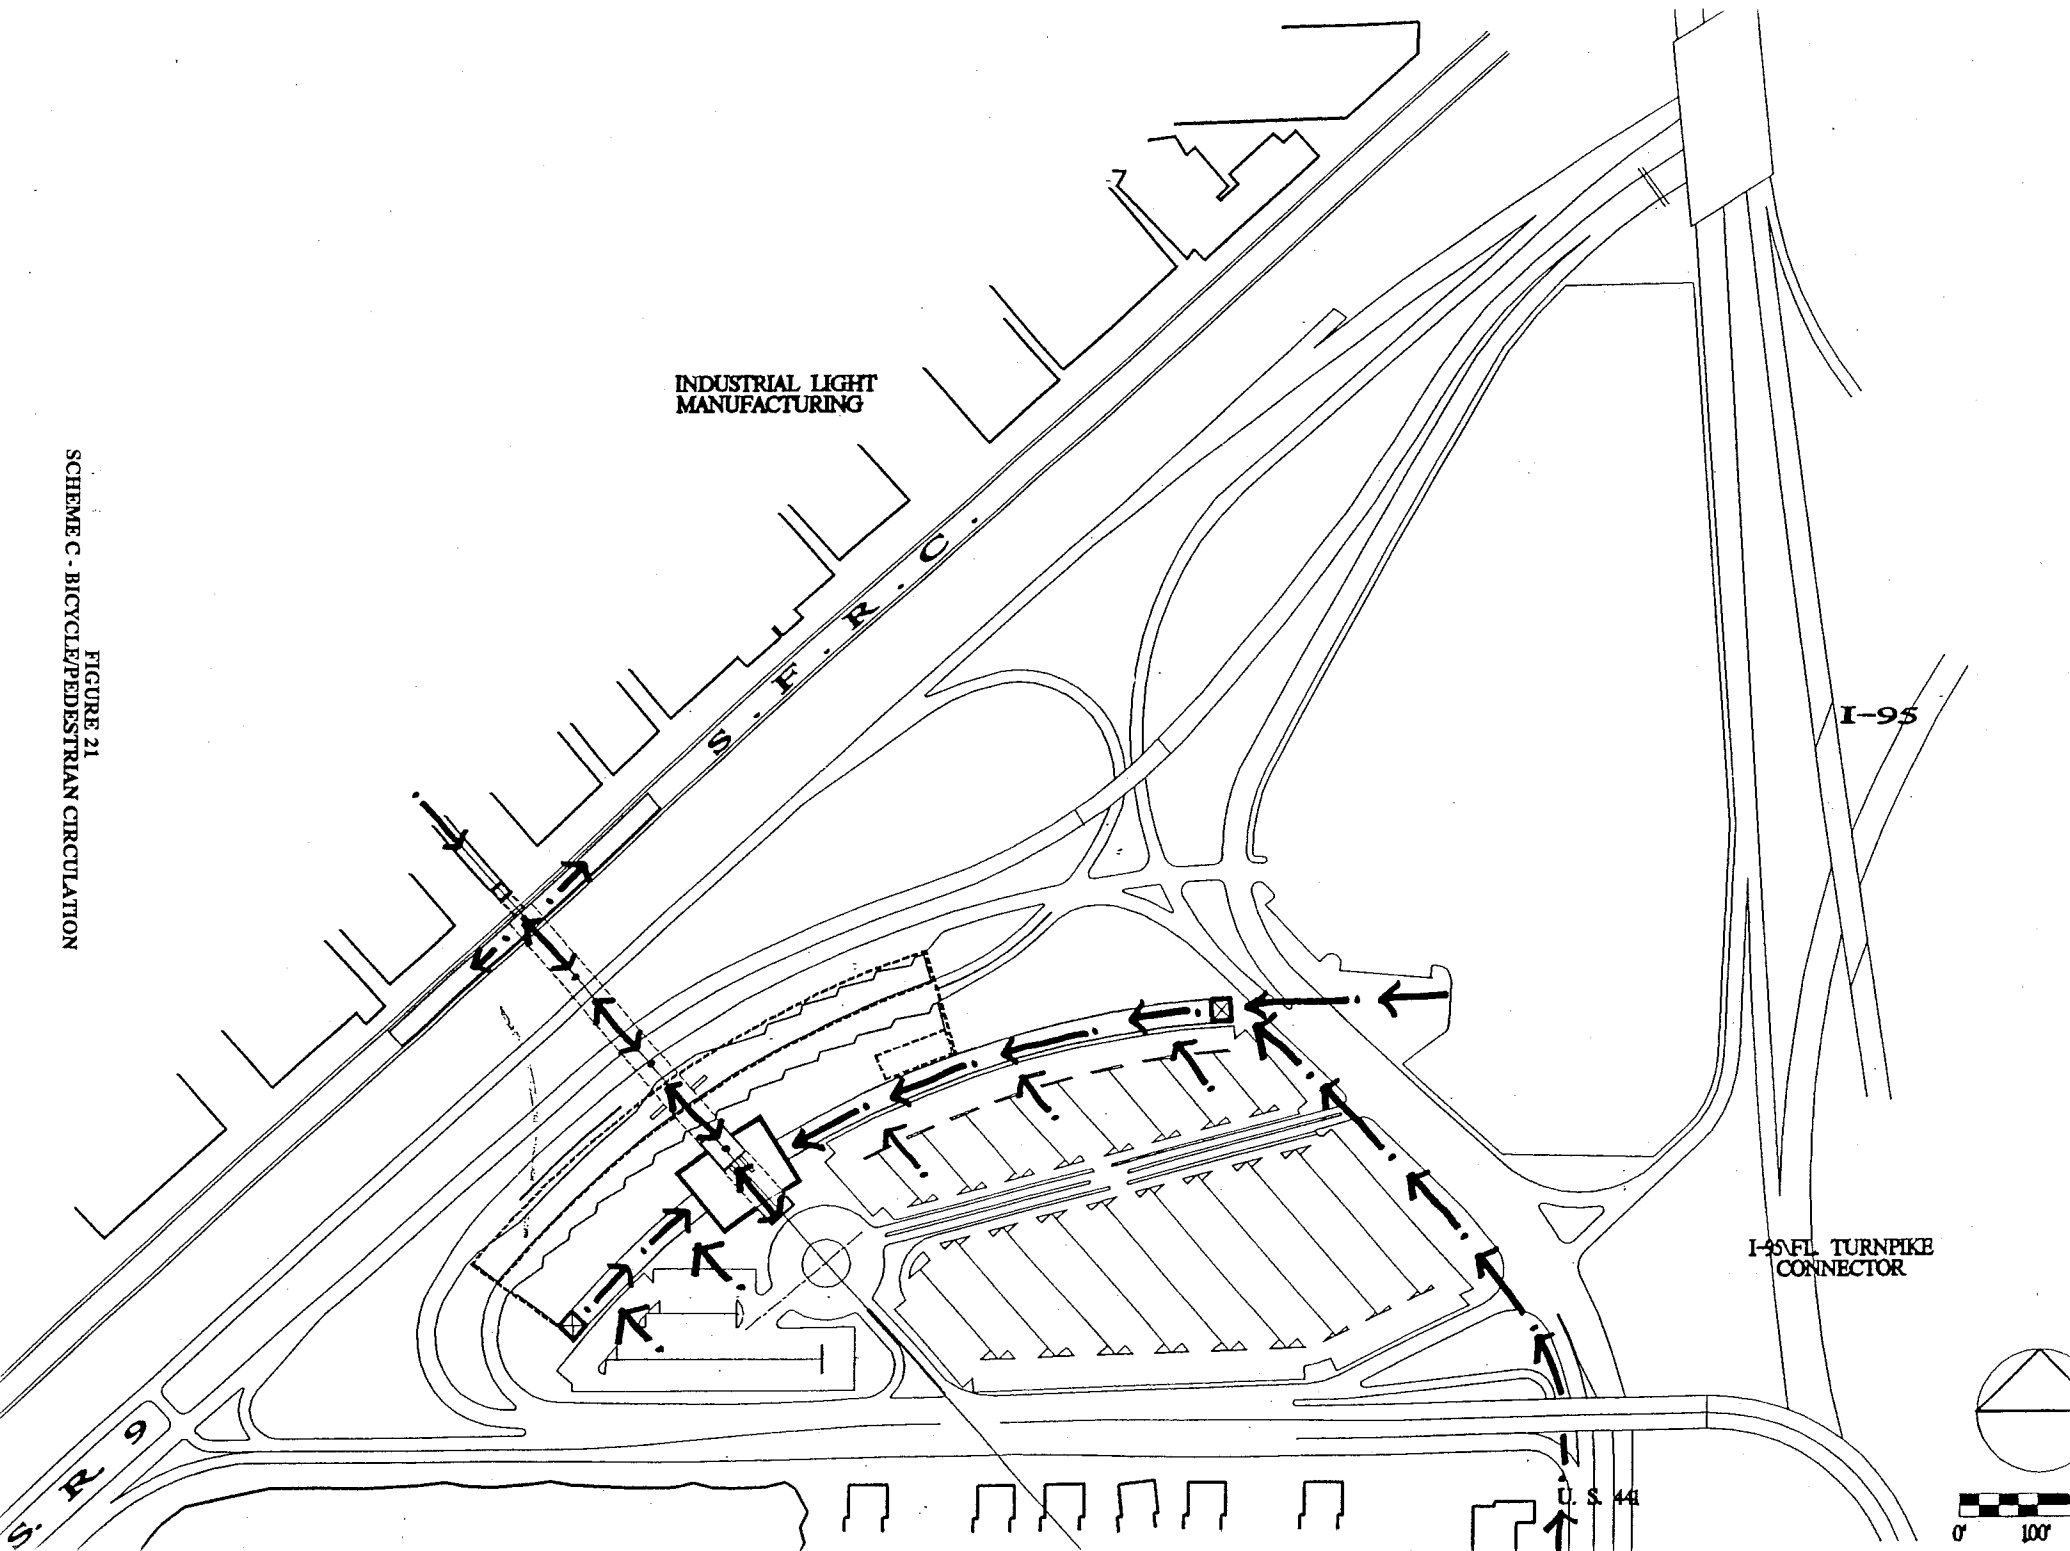 INDUSTRIAL LIGHT
MANUFACTURING
S. F. R. C.
I-95
FIGURE 21
SCHEME C - BICYCLE/PEDESTRIAN CIRCULATION
I-95\FL. TURNPIKE
CONNECTOR
S. R 9
U. S. 441
0' 100'